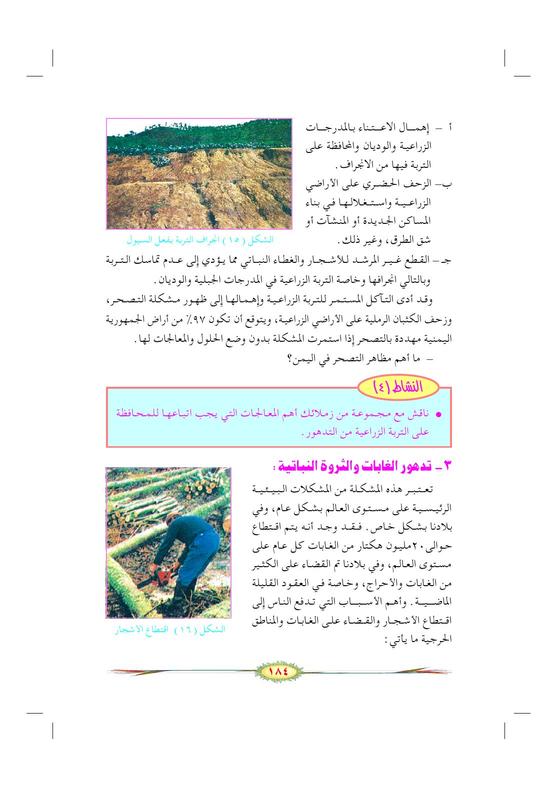 أ – إهمال الاعتناء بالمدرجات
الزراعية والوديان والمحافظة على
التربة فيها من الانجراف.
ب– الزحف الحضري على الأراضي
الزراعية واستغلالها في بناء
المساكن الجديدة أو المنشآت أو
شق الطرق، وغير ذلك.
الشكل (١٥) انجراف التربة بفعل السيول
جـ – القطع غير المرشد للأشجار والغطاء النباتي مما يؤدي إلى عدم تماسك التربة
وبالتالي انجرافها وخاصة التربة الزراعية في المدرجات الجبلية والوديان.
وقد أدى التآكل المستمر للتربة الزراعية وإهمالها إلى ظهور مشكلة التصحر،
وزحف الكثبان الرملية على الأراضي الزراعية، ويتوقع أن تكون ٩٧٪ من أراض الجمهورية
اليمنية مهددة بالتصحر إذا استمرت المشكلة بدون وضع الحلول والمعالجات لها.
– ما أهم مظاهر التصحر في اليمن؟
النشاط (٤)
● ناقش مع مجموعة من زملائك أهم المعالجات التي يجب اتباعها للمحافظة
على التربة الزراعية من التدهور.
٣ – تدهور الغابات والثروة النباتية :
تعتبر هذه المشكلة من المشكلات البيئية
الرئيسية على مستوى العالم بشكل عام، وفي
بلادنا بشكل خاص. فقد وجد أنه يتم اقتطاع
حوالى ٢٠مليون هكتار من الغابات كل عام على
مستوى العالم، وفي بلادنا تم القضاء على الكثير
من الغابات والأحراج، وخاصة في العقود القليلة
الماضية. وأهم الأسباب التي تدفع الناس إلى
اقتطاع الأشجار والقضاء على الغابات والمناطق
الحرجية ما يأتي:
الشكل (١٦) اقتطاع الأشجار
١٨٤